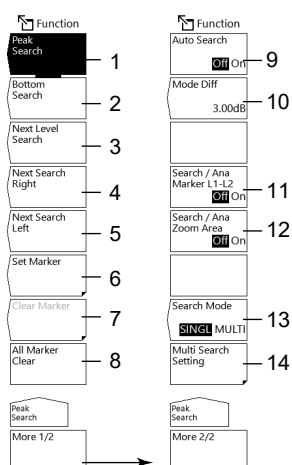 Function
Peak
Search
1
Bottom
Search
2
Next Level
Search
3
Next Search
Right
4
Next Search
Left
5
Set Marker
6
Clear Marker
7
All Marker
Clear
8
Peak
Search
More 1/2
Function
Auto Search
Off On
9
Mode Diff
3.00dB
10
Search / Ana
Marker L1-L2
Off On
11
Search / Ana
Zoom Area
Off On
12
Search Mode
SINGL MULTI
13
Multi Search
Setting
14
Peak
Search
More 2/2